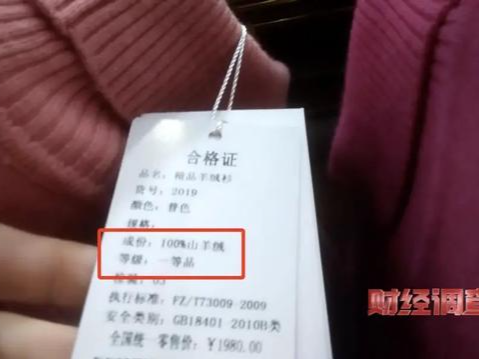 合格证
品名：精品羊绒衫
货号：2019
颜色：普色
规格：
成份：100%山羊绒
等级：一等品
检验：03
执行标准：FZ/T73009-2009
安全类别：GB18401 2010B类
全国统一零售价：¥1980.00
财经调查